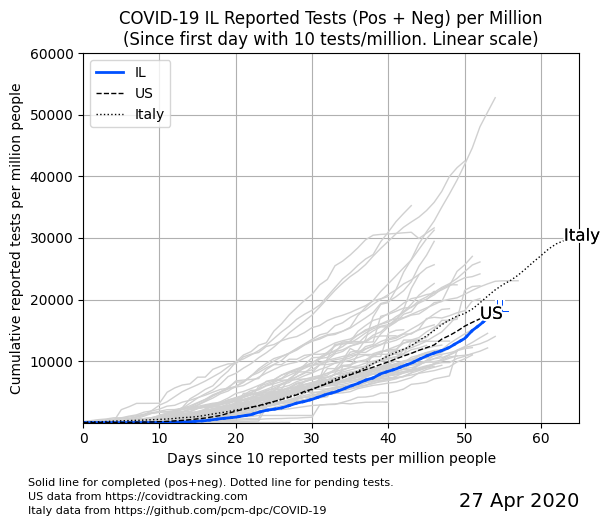 COVID-19 IL Reported Tests (Pos + Neg) per Million
(Since first day with 10 tests/million. Linear scale)
Cumulative reported tests per million people
60000
50000
40000
30000
20000
10000
IL
US
Italy
Italy
US
0 10 20 30 40 50 60
Days since 10 reported tests per million people
Solid line for completed (pos+neg). Dotted line for pending tests.
US data from https://covidtracking.com
Italy data from https://github.com/pcm-dpc/COVID-19
27 Apr 2020